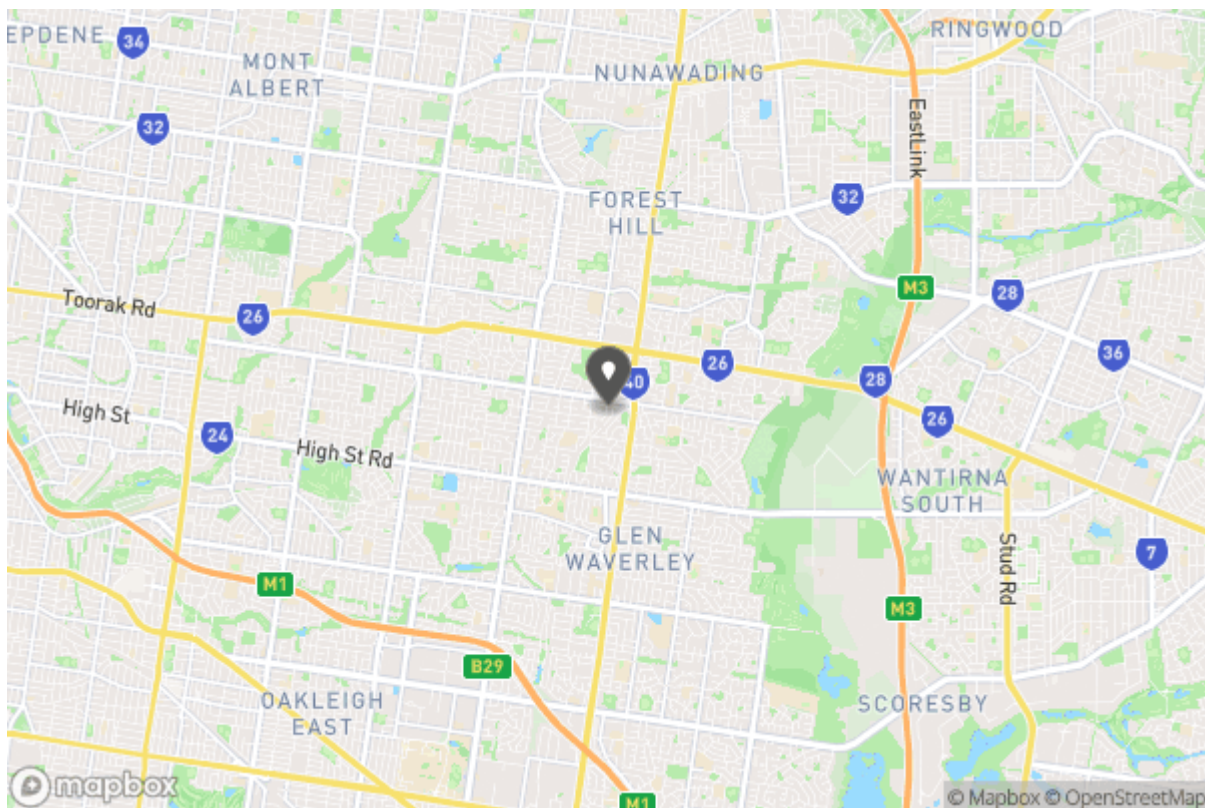 EPDENE
34
MONT
ALBERT
NUNAWADING
RINGWOOD
32
EastLink
FOREST
HILL
32
M3
28
Toorak Rd
26
26
36
40
28
High St
24
High St Rd
26
WANTIRNA
SOUTH
GLEN
WAVERLEY
7
Stud Rd
M1
M3
B29
OAKLEIGH
EAST
SCORESBY
mapbox
M1
© Mapbox © OpenStreetMap